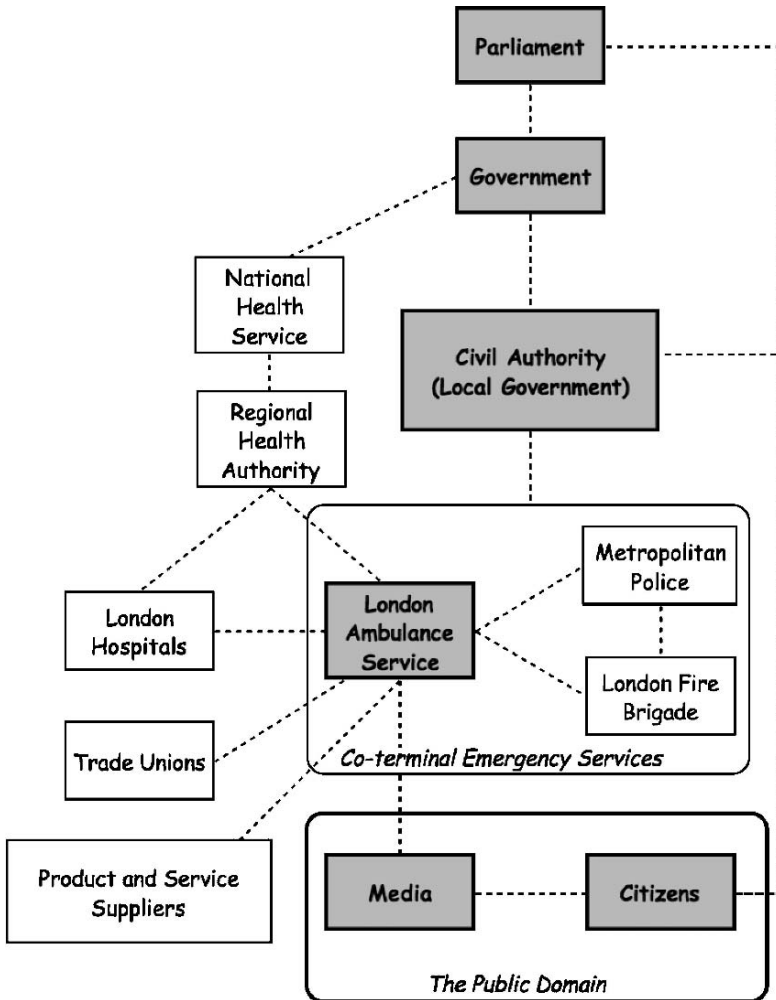 Parliament
Government
National
Health
Service
Civil Authority
(Local Government)
Regional
Health
Authority
Metropolitan
Police
London
Hospitals
London
Ambulance
Service
London Fire
Brigade
Trade Unions
Co-terminal Emergency Services
Product and Service
Suppliers
Media
Citizens
The Public Domain